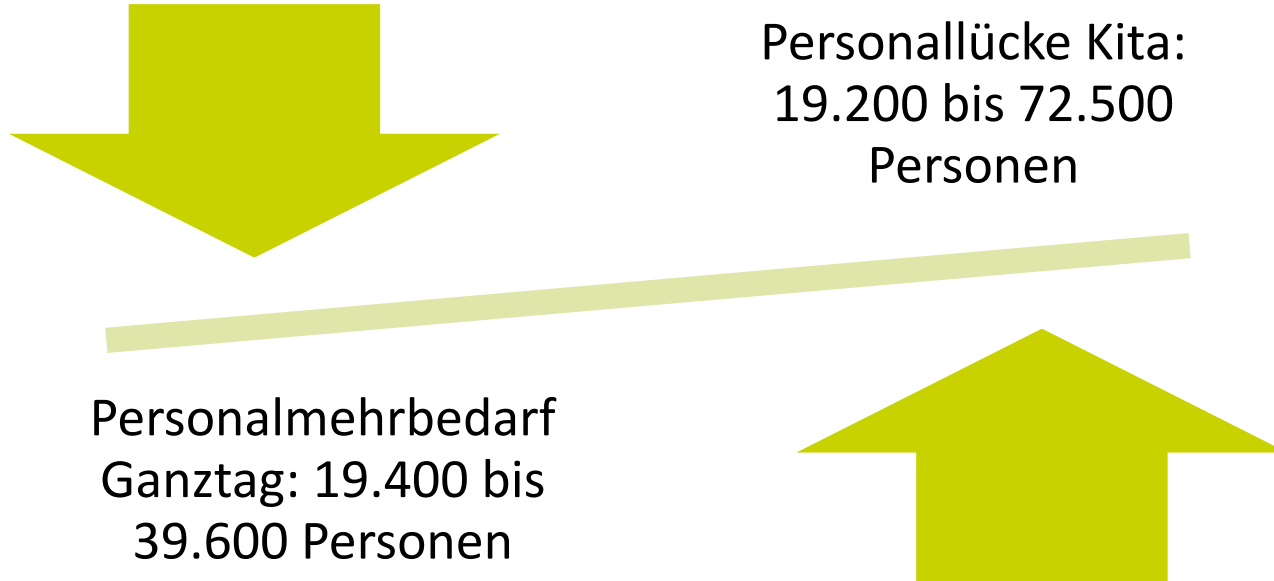 Personallücke Kita:
19.200 bis 72.500
Personen
Personalmehrbedarf
Ganztag: 19.400 bis
39.600 Personen